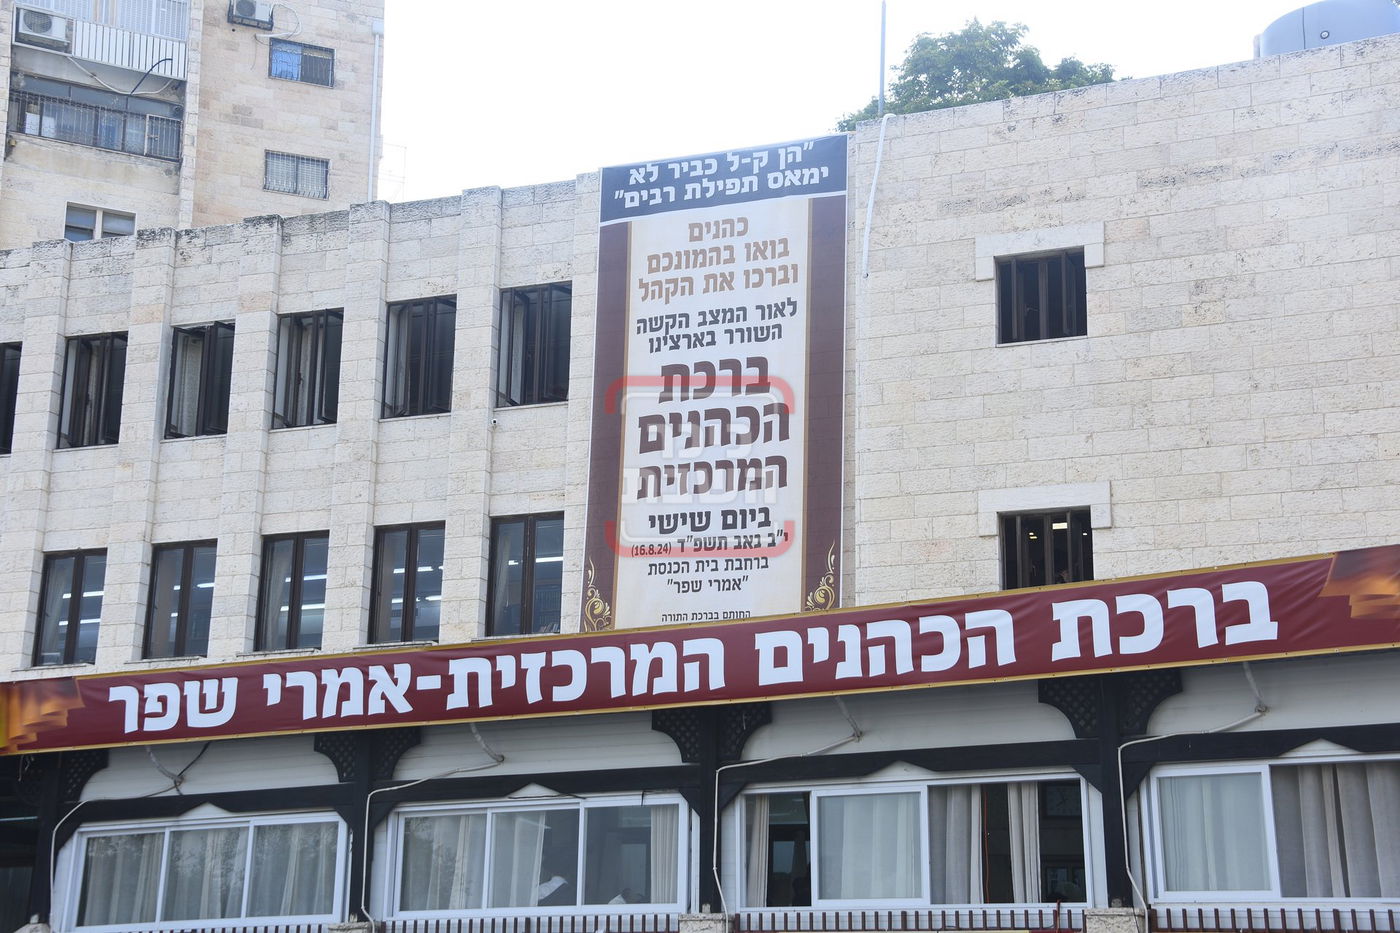 "הן ק-ל כביר לא
ימאס תפילת רבים"
כהנים
בואו בהמונכם
וברכו את הקהל
לאור המצב הקשה
השורר בארצינו
ברכת
הכהנים
המרכזית
ביום שישי
י"ב באב תשפ"ד (16.8.24)
ברחבת בית הכנסת
"אמרי שפר"
החותם בברכת התורה
ברכת הכהנים המרכזית-אמרי שפר